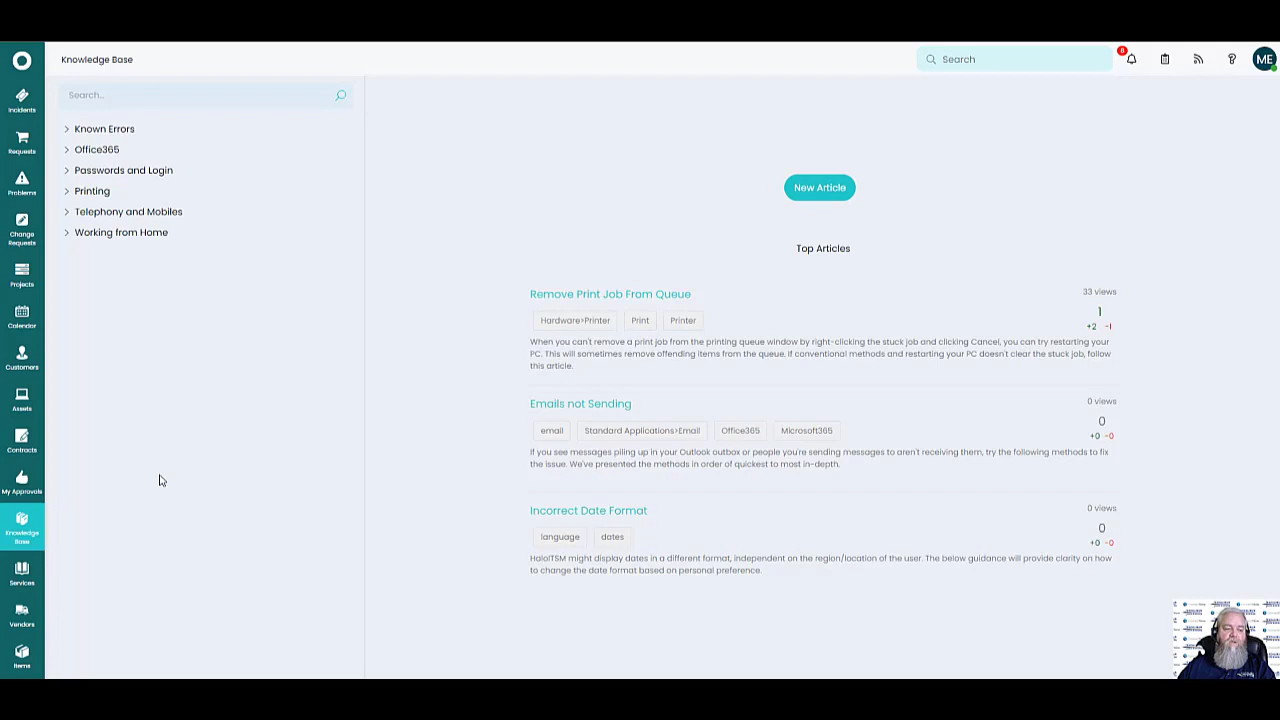 Knowledge Base
Search
8
ME
Incidents
Requests
Problems
Change
Requests
Projects
Calendar
Customers
Assets
Contracts
My Approvals
Knowledge
Base
Services
Vendors
Items
Search..
Known Errors
Office365
Passwords and Login
Printing
Telephony and Mobiles
Working from Home
New Article
Top Articles
Remove Print Job From Queue
33 views
Hardware>Printer Print Printer
1
+2 -1
When you can't remove a print job from the printing queue window by right-clicking the stuck job and clicking Cancel, you can try restarting your
PC. This will sometimes remove offending items from the queue. If conventional methods and restarting your PC doesn't clear the stuck job, follow
this article.
Emails not Sending
0 views
email Standard Applications>Email Office365 Microsoft365
0
+0 -0
If you see messages piling up in your Outlook outbox or people you're sending messages to aren't receiving them, try the following methods to fix
the issue. We've presented the methods in order of quickest to most in-depth.
Incorrect Date Format
0 views
language dates
0
+0 -0
HaloITSM might display dates in a different format, independent on the region/location of the user. The below guidance will provide clarity on how
to change the date format based on personal preference.